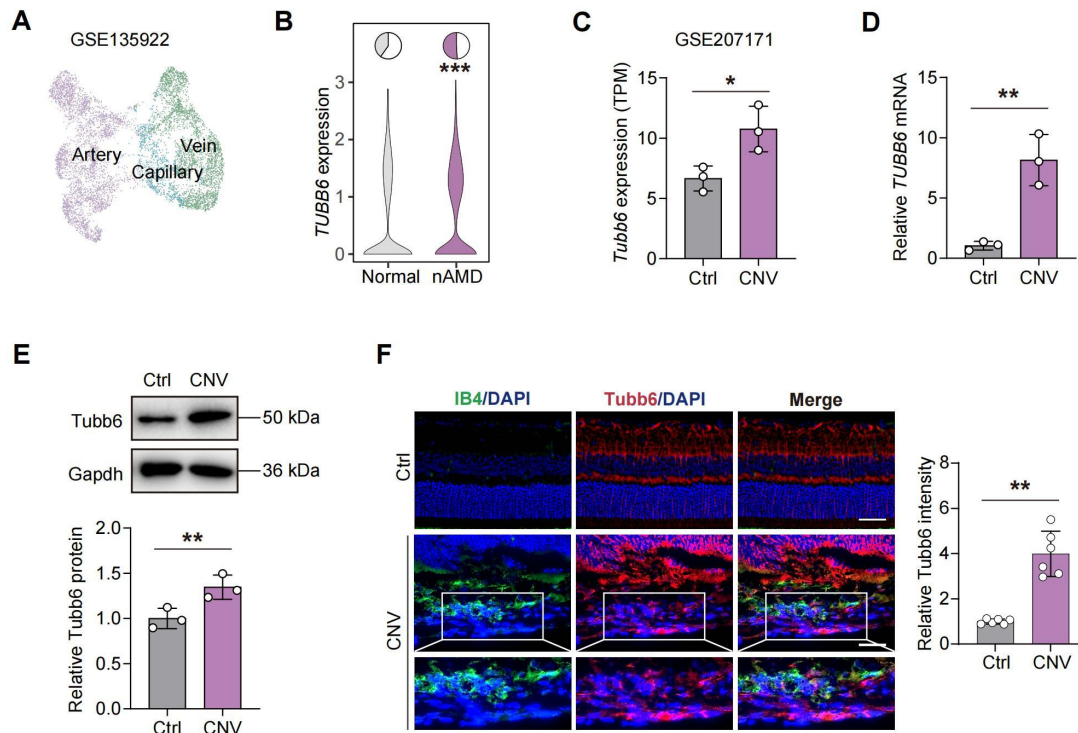 A
GSE135922
Artery
Vein
Capillary
B
TUBB6 expression
3
2
1
0
***
Normal
nAMD
C
GSE207171
Tubb6 expression (TPM)
15
10
5
0
*
Ctrl
CNV
D
Relative TUBB6 mRNA
15
10
5
0
**
Ctrl
CNV
E
Ctrl
CNV
Tubb6
50 kDa
Gapdh
36 kDa
Relative Tubb6 protein
2.0
1.5
1.0
0.5
0.0
**
Ctrl
CNV
F
IB4/DAPI
Tubb6/DAPI
Merge
Ctrl
CNV
Relative Tubb6 intensity
8
6
4
2
0
**
Ctrl
CNV